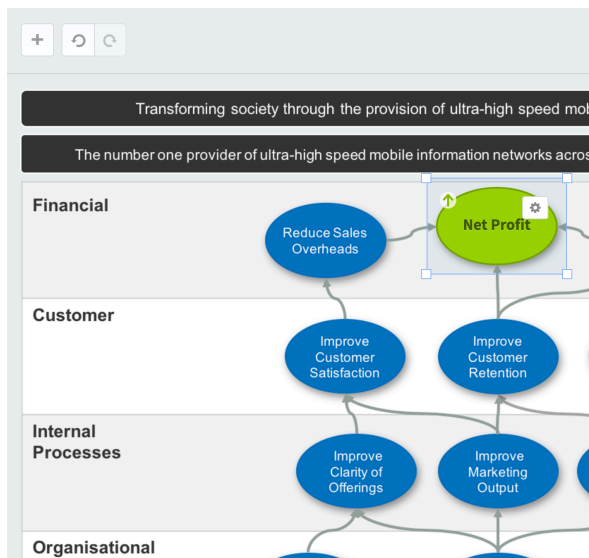 Transforming society through the provision of ultra-high speed
The number one provider of ultra-high speed mobile information networks
Financial
Reduce Sales
Overheads
Net Profit
Customer
Improve
Customer
Satisfaction
Improve
Customer
Retention
Internal
Processes
Improve
Clarity of
Offerings
Improve
Marketing
Output
Organisational